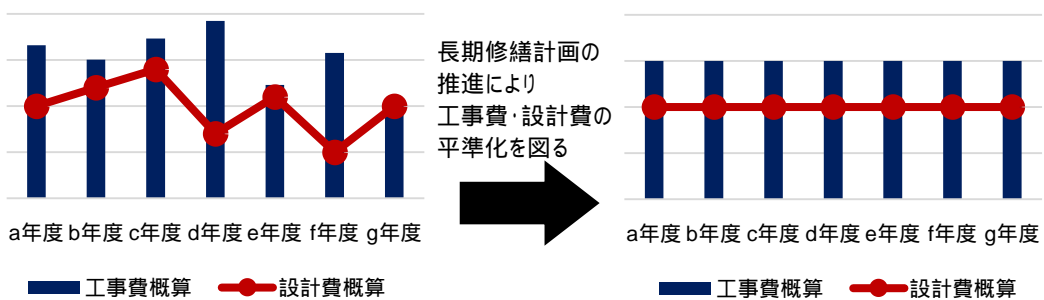 長期修繕計画の
推進により
工事費・設計費の
平準化を図る
a年度 b年度 c年度 d年度 e年度 f年度 g年度
工事費概算 設計費概算
a年度 b年度 c年度 d年度 e年度 f年度 g年度
工事費概算 設計費概算